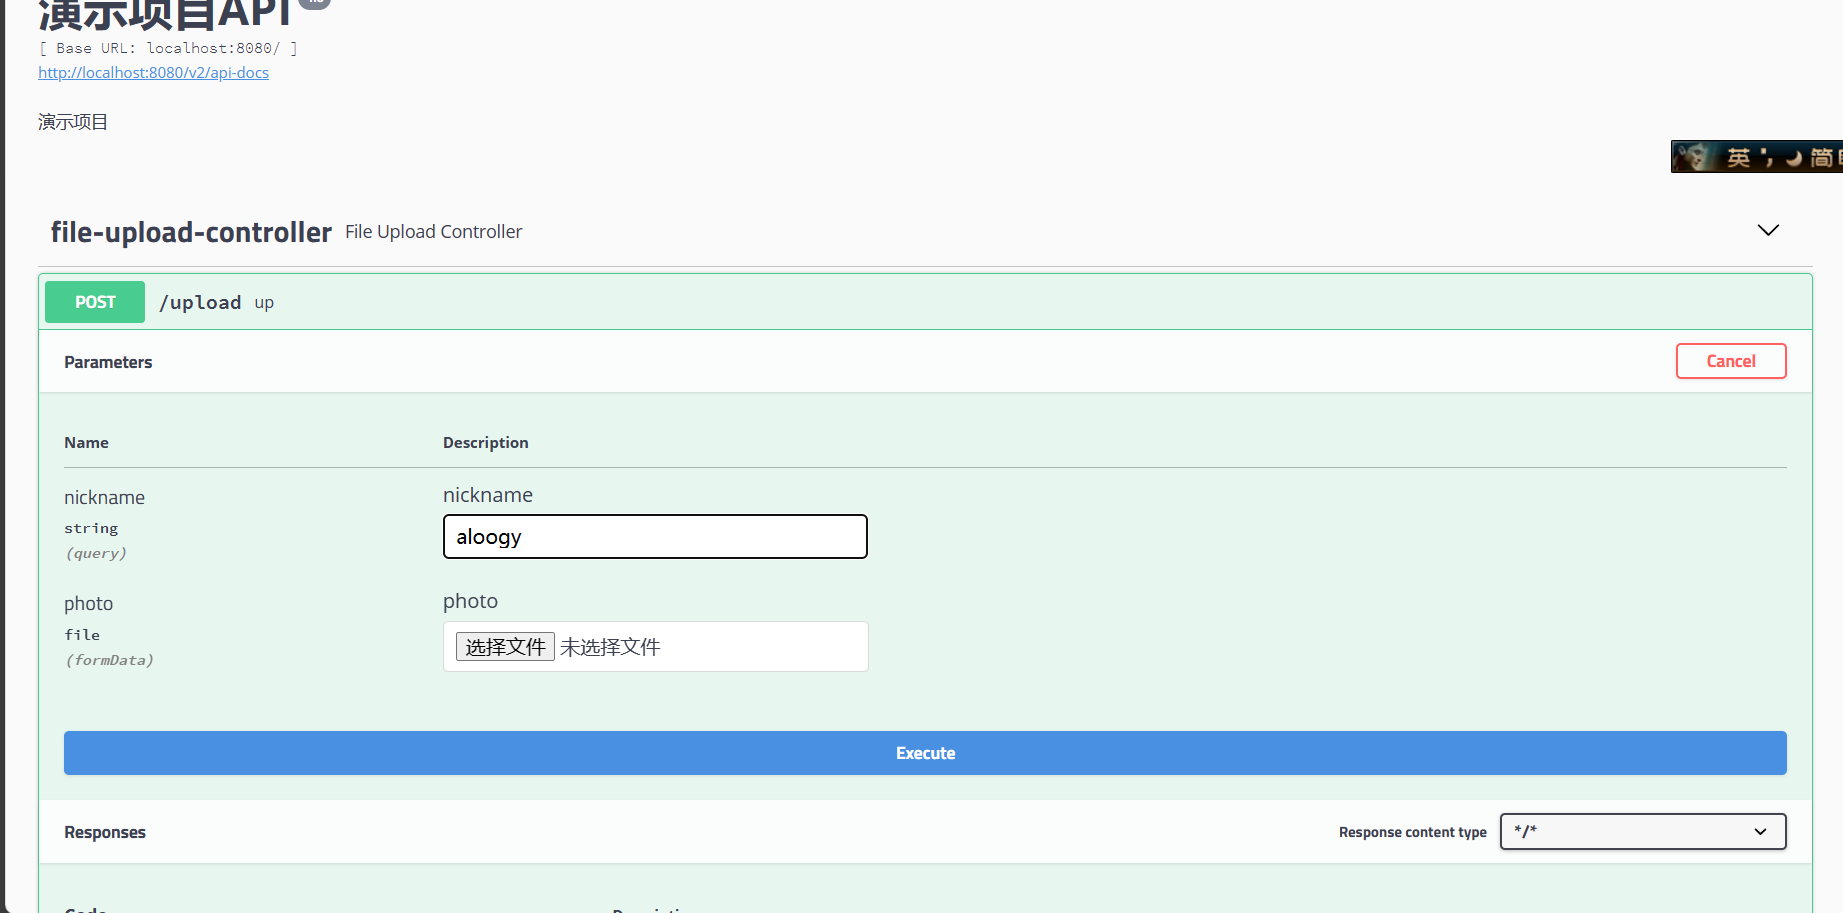 演示项目API
[ Base URL: localhost:8080/ ]
http://localhost:8080/v2/api-docs
演示项目
英 ; 简
file-upload-controller File Upload Controller
POST /upload up
Parameters Cancel
Name Description
nickname nickname
string aloogy
(query)
photo photo
file 选择文件 未选择文件
(formData)
Execute
Responses Response content type */*